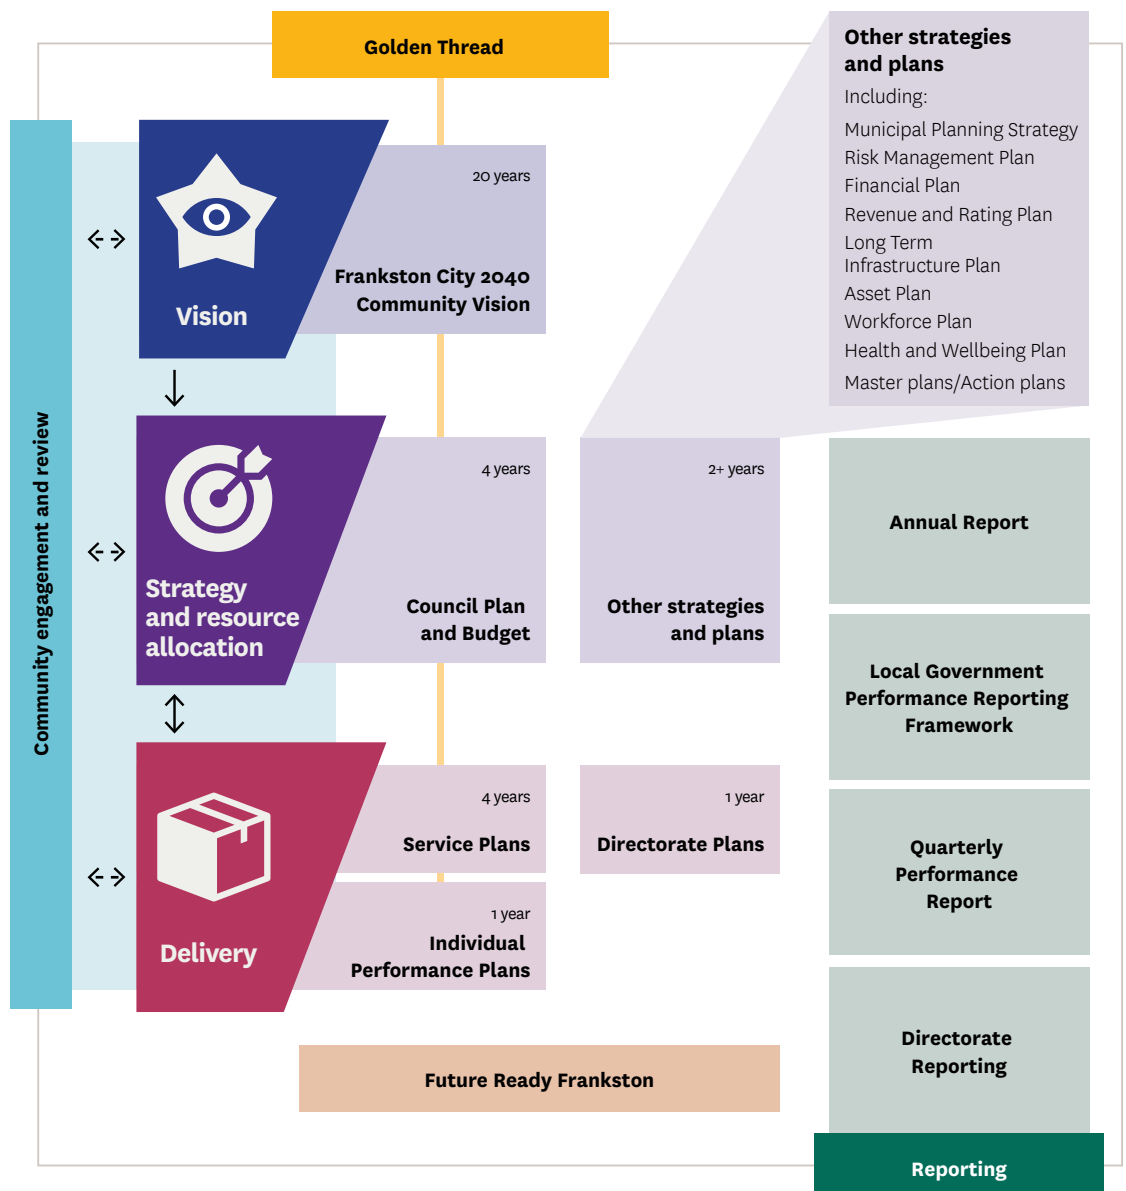 Golden Thread
Other strategies
and plans
Including:
Municipal Planning Strategy
Risk Management Plan
Financial Plan
Revenue and Rating Plan
Long Term
Infrastructure Plan
Asset Plan
Workforce Plan
Health and Wellbeing Plan
Master plans/Action plans
Community engagement and review
Vision
20 years
Frankston City 2040
Community Vision
Strategy
and resource
allocation
4 years
Council Plan
and Budget
2+ years
Other strategies
and plans
Delivery
4 years
Service Plans
1 year
Directorate Plans
1 year
Individual
Performance Plans
Future Ready Frankston
Annual Report
Local Government
Performance Reporting
Framework
Quarterly
Performance
Report
Directorate
Reporting
Reporting